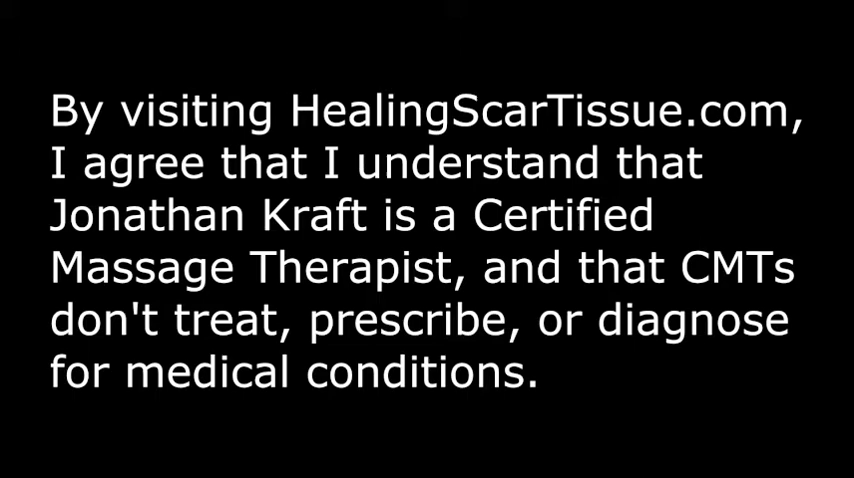 By visiting HealingScarTissue.com,
I agree that I understand that
Jonathan Kraft is a Certified
Massage Therapist, and that CMTs
don't treat, prescribe, or diagnose
for medical conditions.